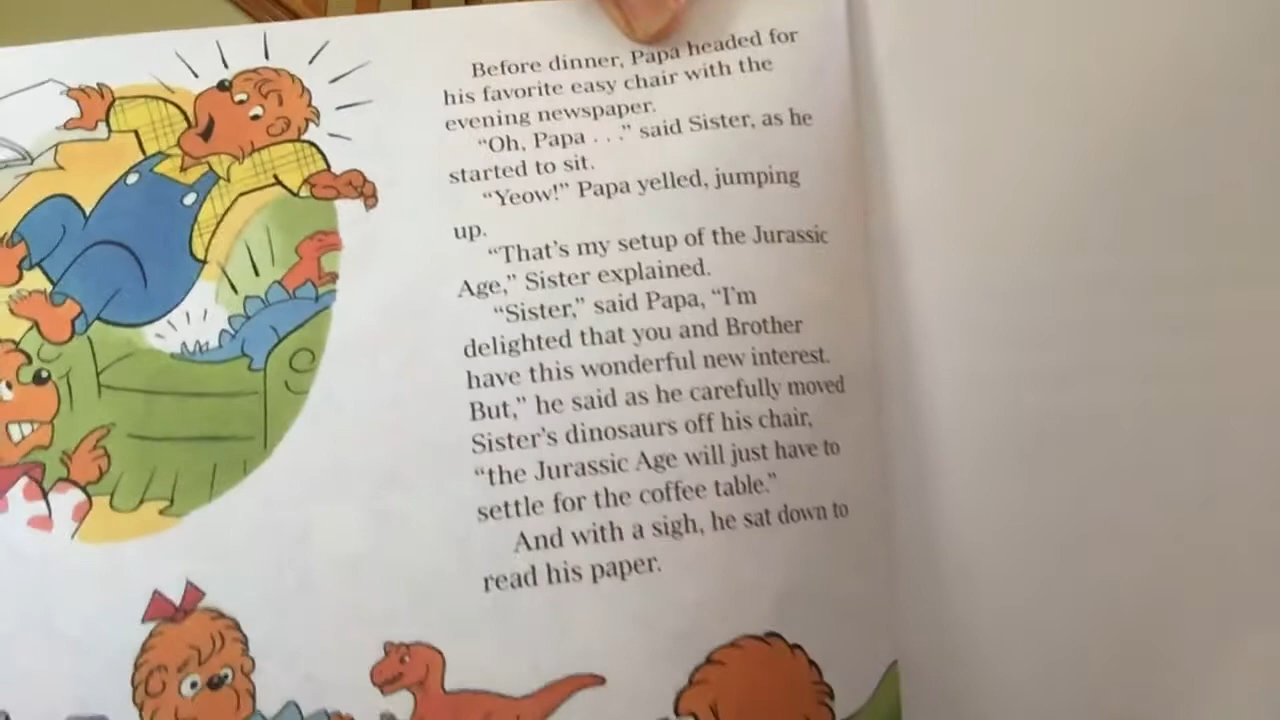 Before dinner, Papa headed for
his favorite easy chair with the
evening newspaper.
“Oh, Papa . . .” said Sister, as he
started to sit.
“Yeow!” Papa yelled, jumping
up.
“That’s my setup of the Jurassic
Age,” Sister explained.
“Sister,” said Papa, “I’m
delighted that you and Brother
have this wonderful new interest.
But,” he said as he carefully moved
Sister’s dinosaurs off his chair,
“the Jurassic Age will just have to
settle for the coffee table.”
And with a sigh, he sat down to
read his paper.